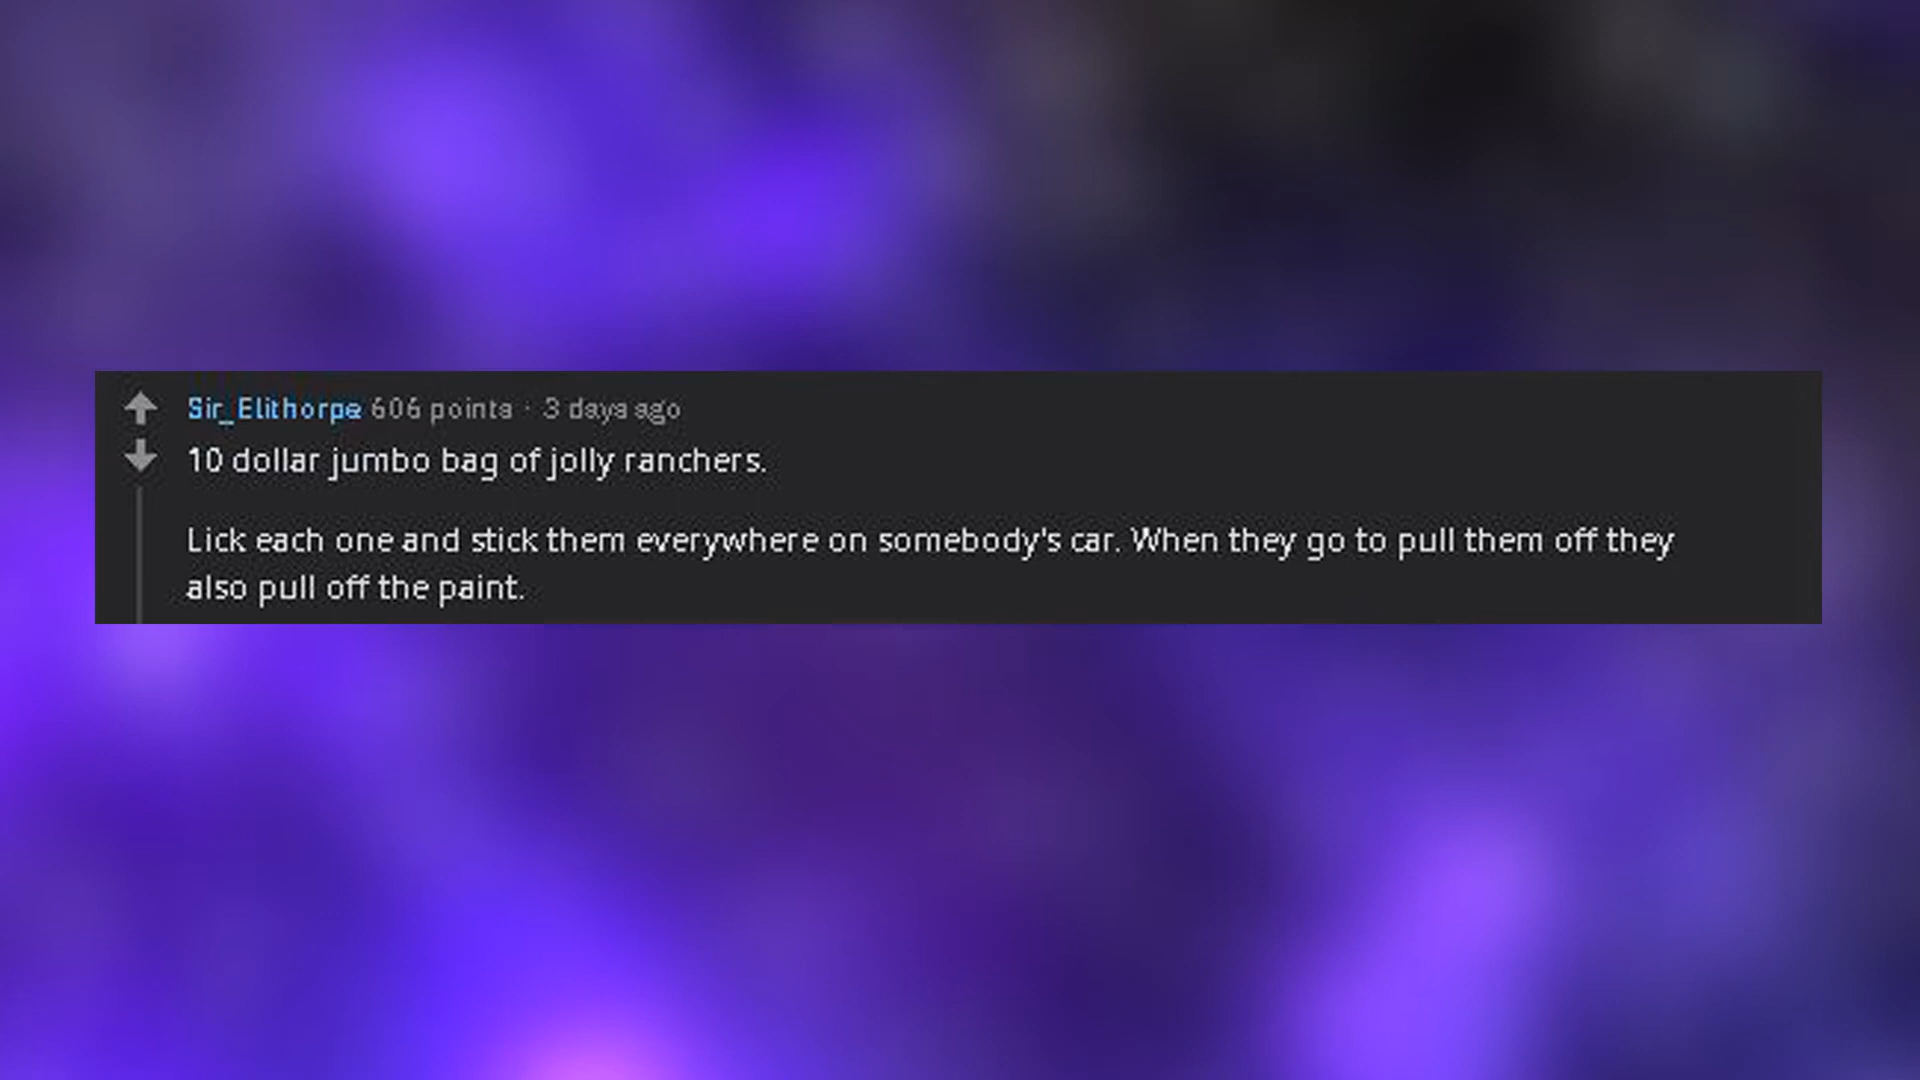 Sir_Elithorpe 606 points · 3 days ago
10 dollar jumbo bag of jolly ranchers.
Lick each one and stick them everywhere on somebody's car. When they go to pull them off they
also pull off the paint.